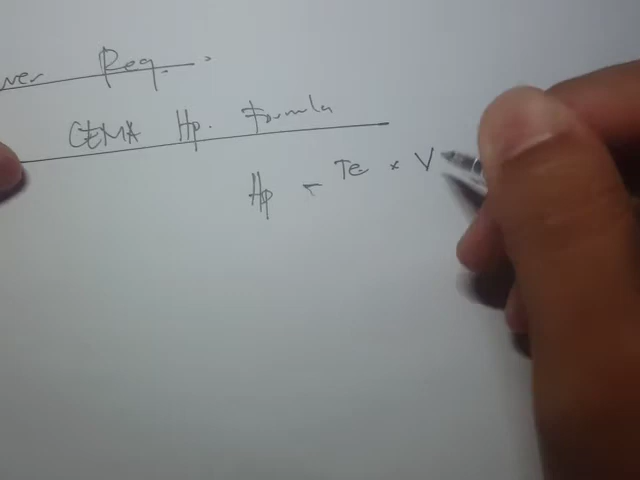 Req.
CEMA Hp. Formula
Hp = Te × V